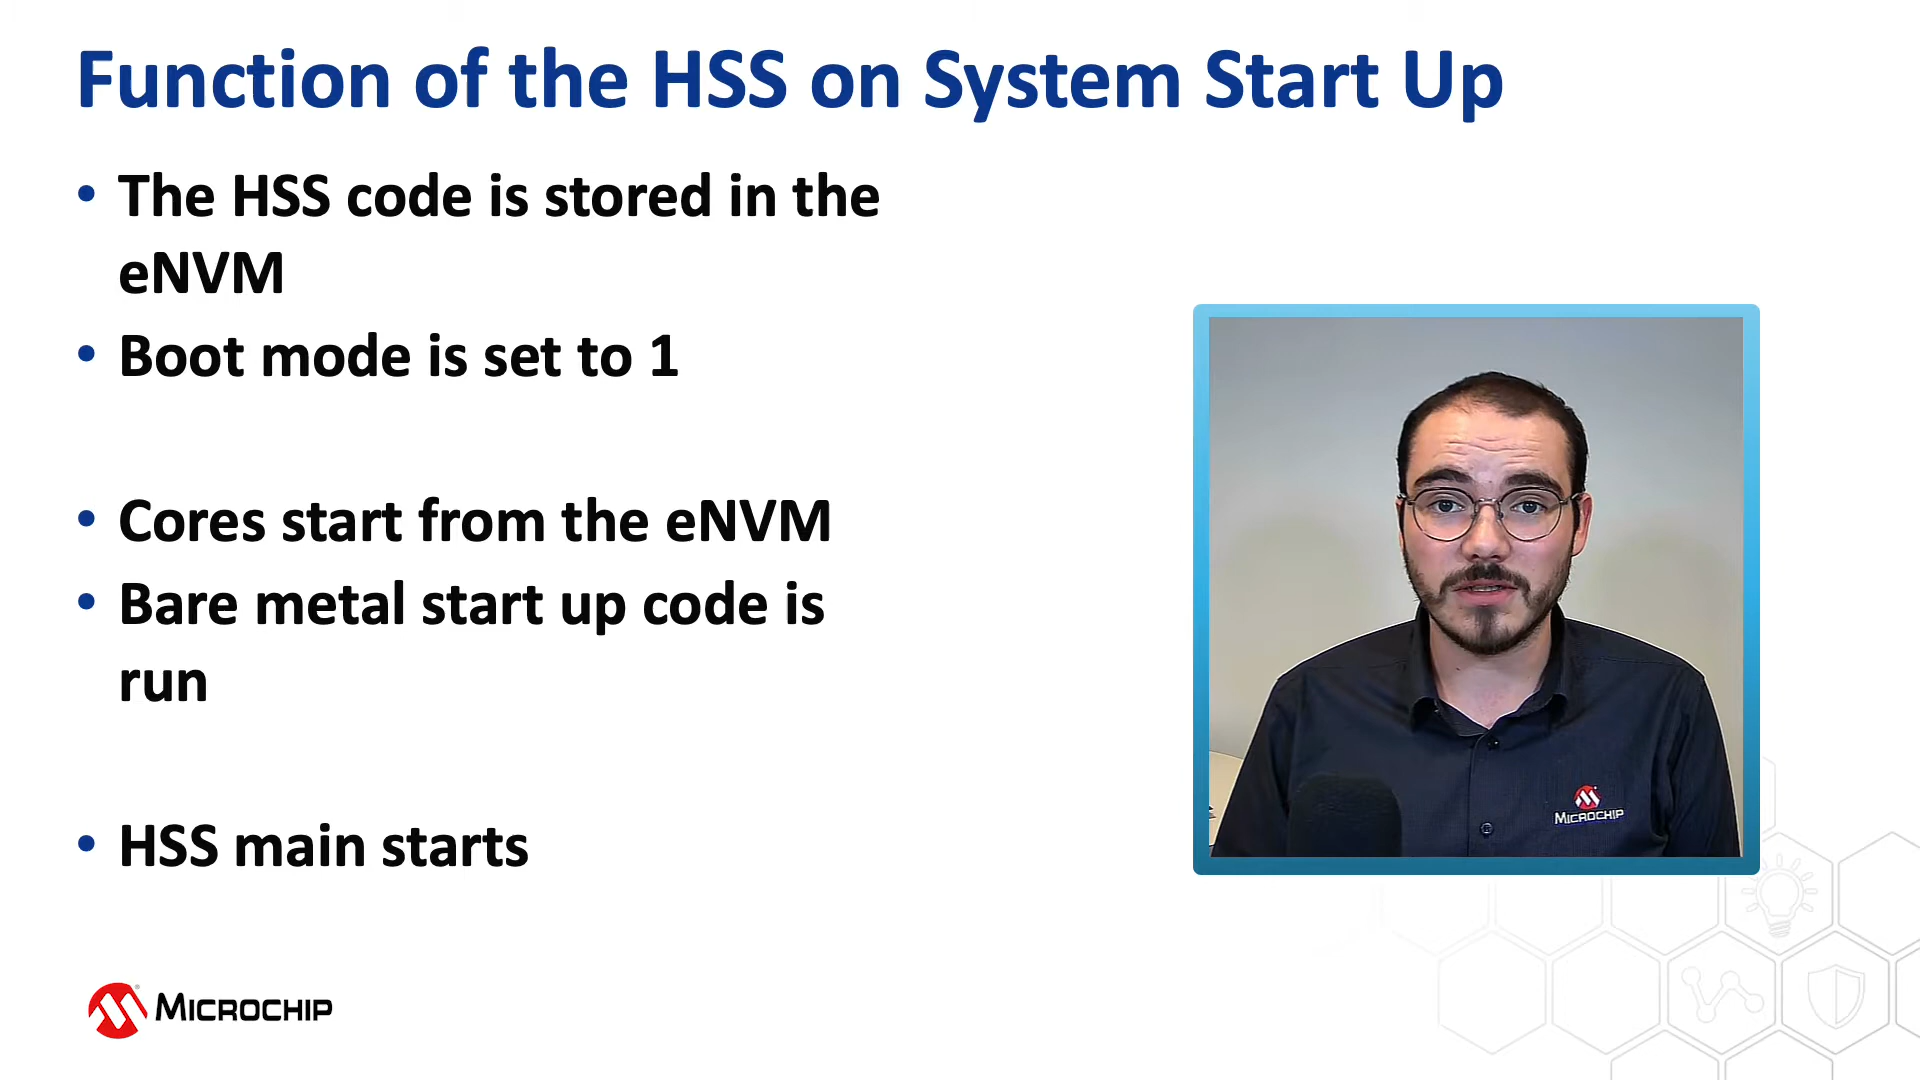 Function of the HSS on System Start Up
• The HSS code is stored in the
eNVM
• Boot mode is set to 1
• Cores start from the eNVM
• Bare metal start up code is
run
• HSS main starts
MICROCHIP
MICROCHIP